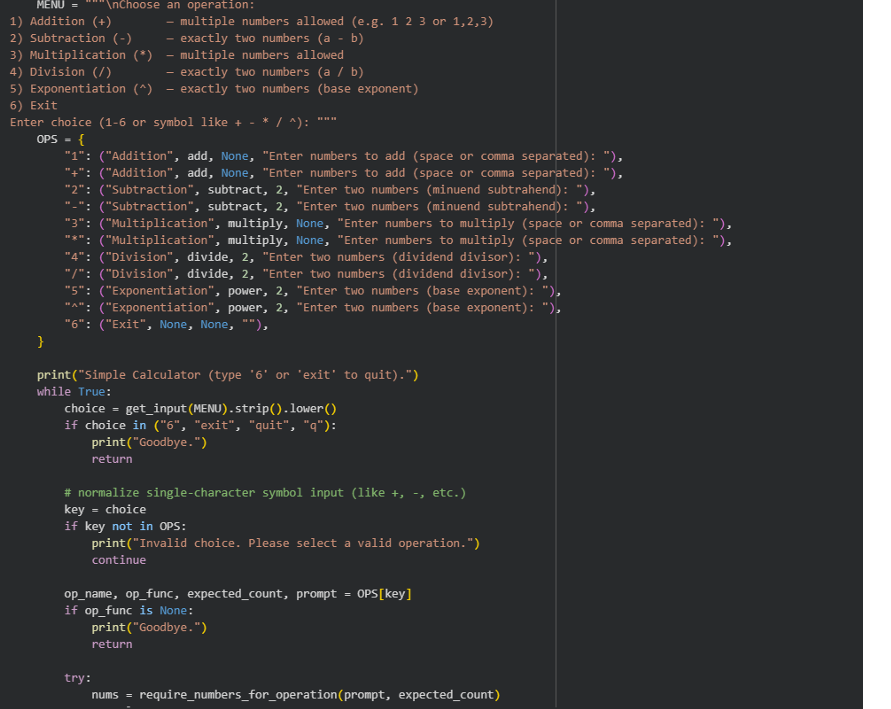 MENU = """\nChoose an operation:
1) Addition (+)        — multiple numbers allowed (e.g. 1 2 3 or 1,2,3)
2) Subtraction (-)     — exactly two numbers (a - b)
3) Multiplication (*)  — multiple numbers allowed
4) Division (/)        — exactly two numbers (a / b)
5) Exponentiation (^)  — exactly two numbers (base exponent)
6) Exit
Enter choice (1-6 or symbol like + - * / ^): """
    OPS = {
        "1": ("Addition", add, None, "Enter numbers to add (space or comma separated): "),
        "+": ("Addition", add, None, "Enter numbers to add (space or comma separated): "),
        "2": ("Subtraction", subtract, 2, "Enter two numbers (minuend subtrahend): "),
        "-": ("Subtraction", subtract, 2, "Enter two numbers (minuend subtrahend): "),
        "3": ("Multiplication", multiply, None, "Enter numbers to multiply (space or comma separated): "),
        "*": ("Multiplication", multiply, None, "Enter numbers to multiply (space or comma separated): "),
        "4": ("Division", divide, 2, "Enter two numbers (dividend divisor): "),
        "/": ("Division", divide, 2, "Enter two numbers (dividend divisor): "),
        "5": ("Exponentiation", power, 2, "Enter two numbers (base exponent): "),
        "^": ("Exponentiation", power, 2, "Enter two numbers (base exponent): "),
        "6": ("Exit", None, None, ""),
    }

    print("Simple Calculator (type '6' or 'exit' to quit).")
    while True:
        choice = get_input(MENU).strip().lower()
        if choice in ("6", "exit", "quit", "q"):
            print("Goodbye.")
            return

        # normalize single-character symbol input (like +, -, etc.)
        key = choice
        if key not in OPS:
            print("Invalid choice. Please select a valid operation.")
            continue

        op_name, op_func, expected_count, prompt = OPS[key]
        if op_func is None:
            print("Goodbye.")
            return

        try:
            nums = require_numbers_for_operation(prompt, expected_count)